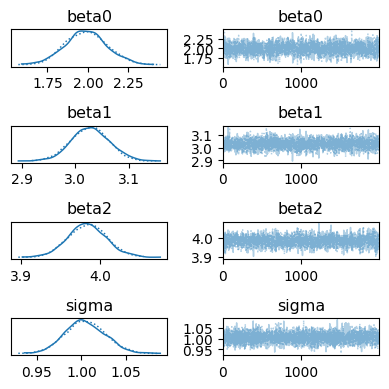 beta0 beta0
2.25
2.00
1.75
1.75 2.00 2.25 0 1000
beta1 beta1
3.1
3.0
2.9
2.9 3.0 3.1 0 1000
beta2 beta2
4.0
3.9
3.9 4.0 0 1000
sigma sigma
1.05
1.00
0.95
0.95 1.00 1.05 0 1000